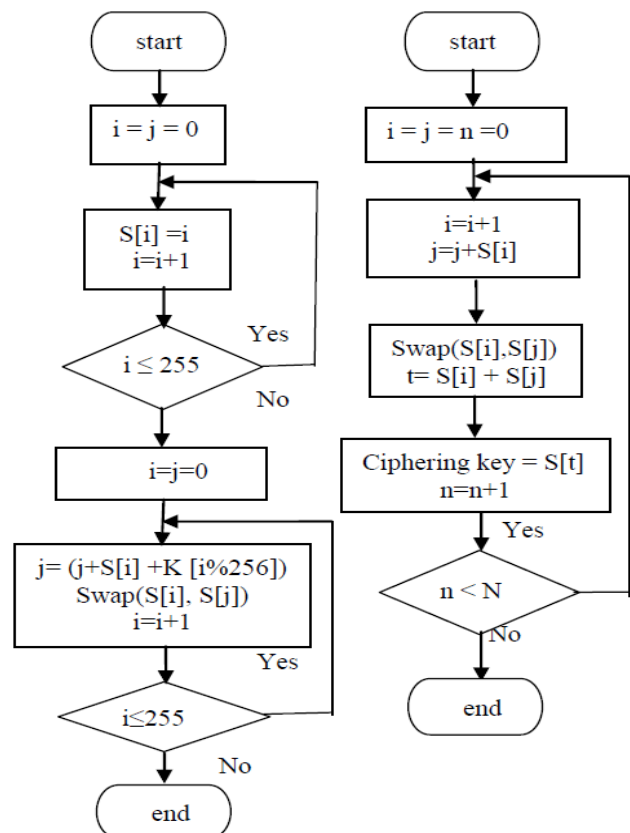 start
i = j = 0
S[i] =i
i=i+1
Yes
i ≤ 255
No
i=j=0
j= (j+S[i] +K [i%256])
Swap(S[i], S[j])
i=i+1
Yes
i≤255
No
end
start
i = j = n =0
i=i+1
j=j+S[i]
Swap(S[i],S[j])
t= S[i] + S[j]
Ciphering key = S[t]
n=n+1
Yes
n < N
No
end